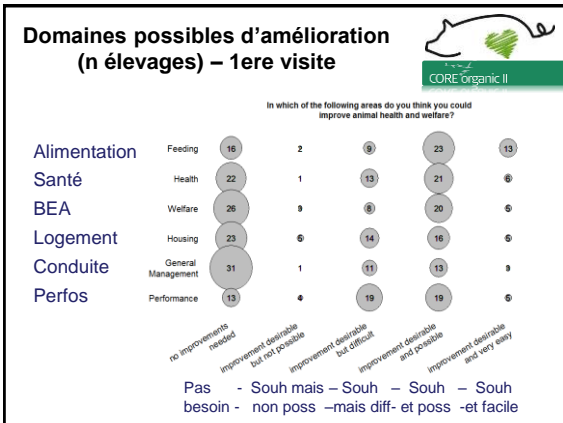 Domaines possibles d'amélioration
(n élevages) – 1ere visite
CORE organic II
In which of the following areas do you think you could
improve animal health and welfare?
Alimentation Feeding 16 2 9 23 13
Santé Health 22 1 13 21 6
BEA Welfare 26 3 8 20 5
Logement Housing 23 5 14 16 5
Conduite General
Management 31 1 11 13 3
Perfos Performance 13 4 19 19 5
no improvements
needed
improvement desirable
but not possible
improvement desirable
but difficult
improvement desirable
and possible
improvement desirable
and very easy
Pas - Souh mais – Souh – Souh – Souh
besoin - non poss –mais diff- et poss -et facile